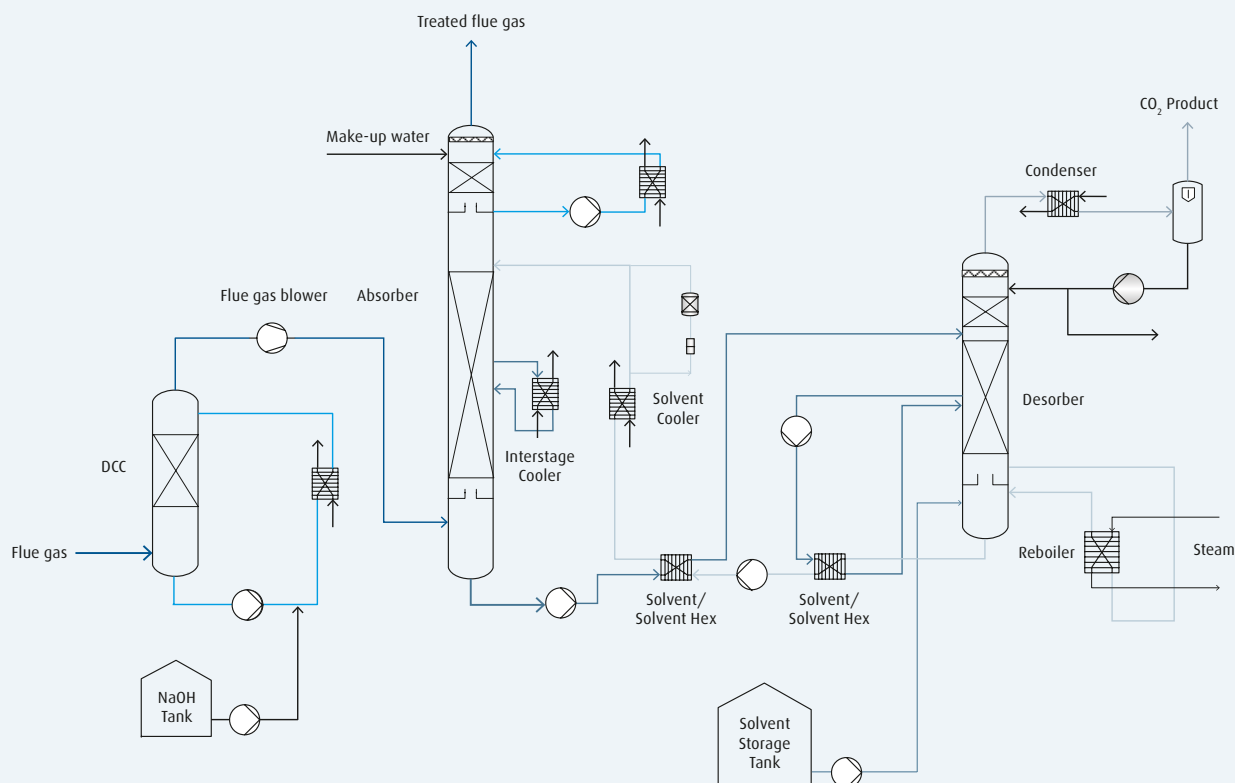 Treated flue gas
CO₂ Product
Make-up water
Condenser
Flue gas blower
Absorber
Solvent
Cooler
Desorber
DCC
Interstage
Cooler
Flue gas
Reboiler
Steam
Solvent/
Solvent Hex
Solvent/
Solvent Hex
NaOH
Tank
Solvent
Storage
Tank